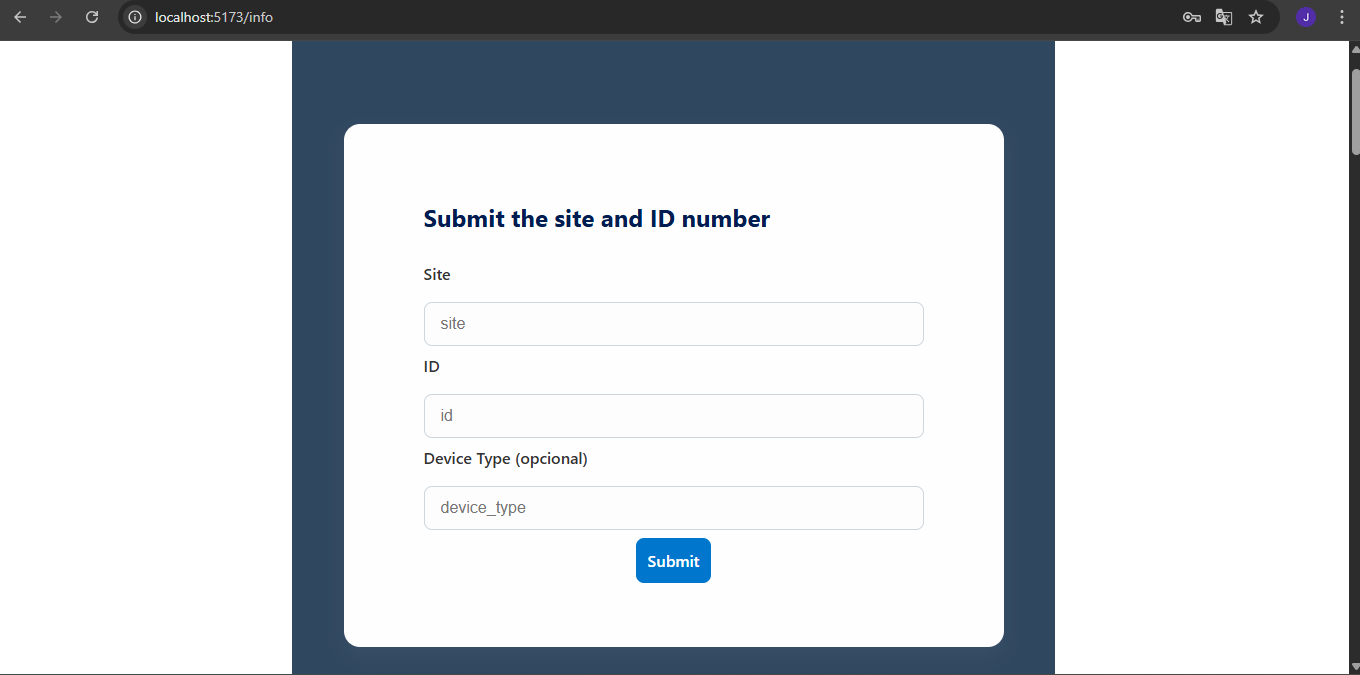 localhost:5173/info
J
Submit the site and ID number
Site
site
ID
id
Device Type (opcional)
device_type
Submit